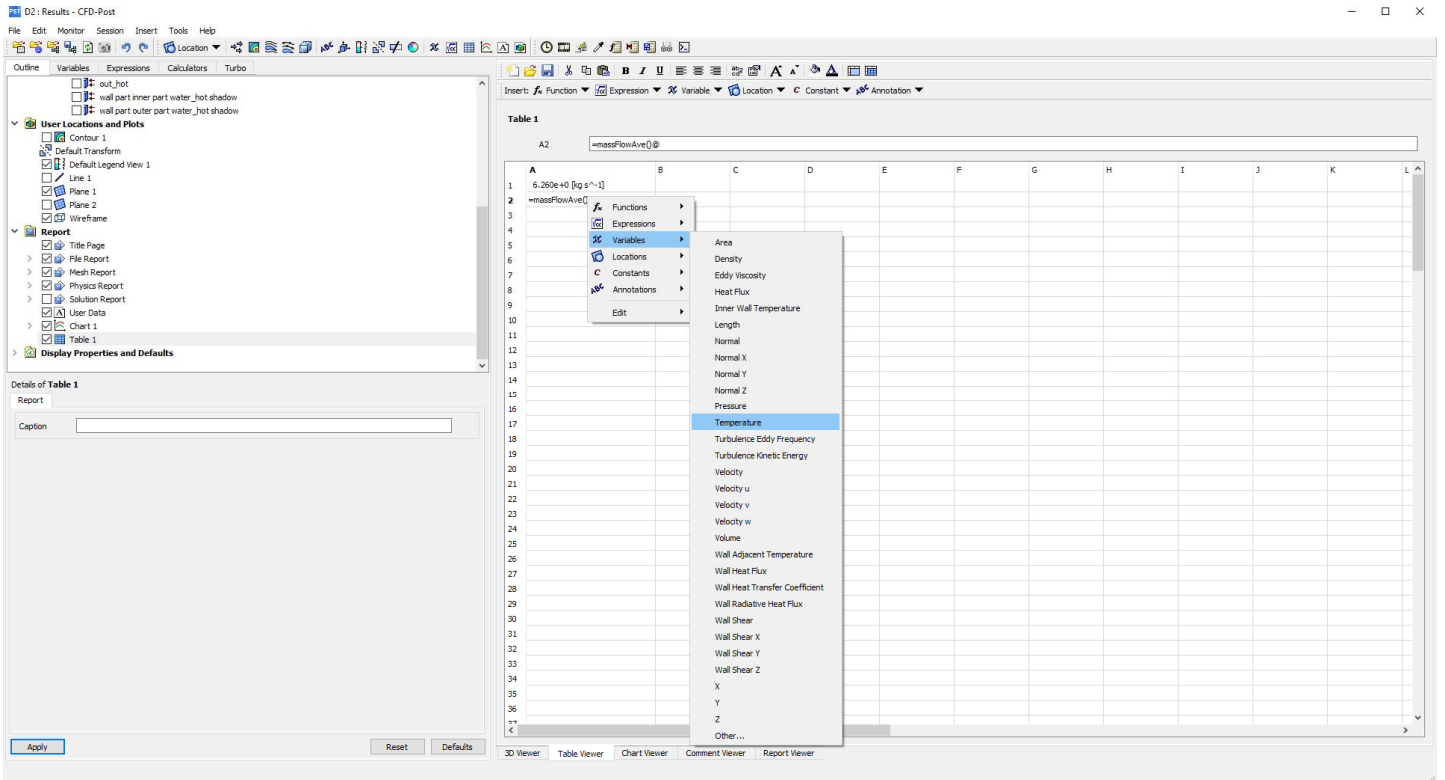 D2 : Results - CFD-Post
File Edit Monitor Session Insert Tools Help
Location
Outline Variables Expressions Calculators Turbo
out_hot
wall part inner part water_hot shadow
wall part outer part water_hot shadow
User Locations and Plots
Contour 1
Default Transform
Default Legend View 1
Line 1
Plane 1
Plane 2
Wireframe
Report
Title Page
File Report
Mesh Report
Physics Report
Solution Report
User Data
Chart 1
Table 1
Display Properties and Defaults
Details of Table 1
Report
Caption
Apply Reset Defaults
Insert: Function Expression Variable Location Constant Annotation
Table 1
A2 =massFlowAve()@
A B C D E F G H I J K L
1 6.260e+0 [kg s^-1]
2 =massFlowAve()
3
4
5
6
7
8
9
10
11
12
13
14
15
16
17
18
19
20
21
22
23
24
25
26
27
28
29
30
31
32
33
34
35
36
37
Functions
Expressions
Variables
Locations
Constants
Annotations
Edit
Area
Density
Eddy Viscosity
Heat Flux
Inner Wall Temperature
Length
Normal
Normal X
Normal Y
Normal Z
Pressure
Temperature
Turbulence Eddy Frequency
Turbulence Kinetic Energy
Velocity
Velocity u
Velocity v
Velocity w
Volume
Wall Adjacent Temperature
Wall Heat Flux
Wall Heat Transfer Coefficient
Wall Radiative Heat Flux
Wall Shear
Wall Shear X
Wall Shear Y
Wall Shear Z
X
Y
Z
Other...
3D Viewer Table Viewer Chart Viewer Comment Viewer Report Viewer